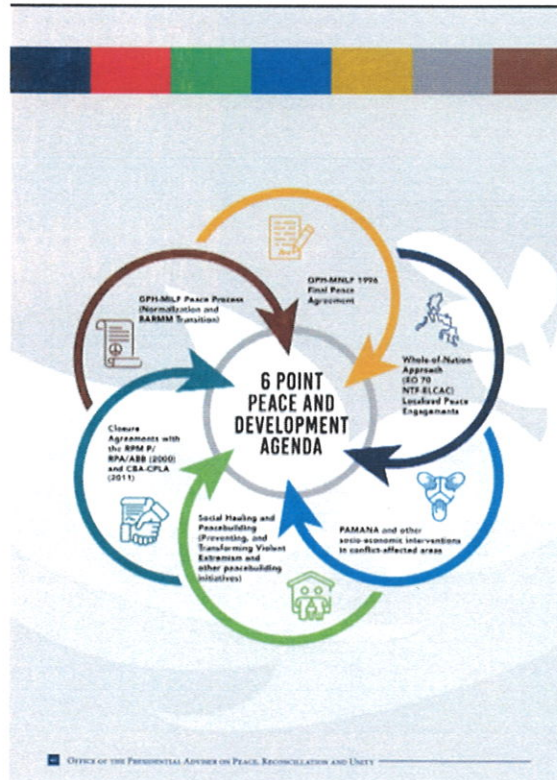 GPH-MNLF 1996
Final Peace
Agreement
GPH-MILF Peace Process
(Normalization and
BARMM Transition)
Whole-of-Nation
Approach
(EO 70
NTF-ELCAC)
Localized Peace
Engagements
6 POINT
PEACE AND
DEVELOPMENT
AGENDA
Closure
Agreements with
the RPM P/
RPA/ABB (2000)
and CBA-CPLA
(2011)
Social Healing and
Peacebuilding
(Preventing, and
Transforming Violent
Extremism and
other peacebuilding
initiatives)
PAMANA and other
socio-economic interventions
in conflict-affected areas
OFFICE OF THE PRESIDENTIAL ADVISER ON PEACE, RECONCILIATION AND UNITY